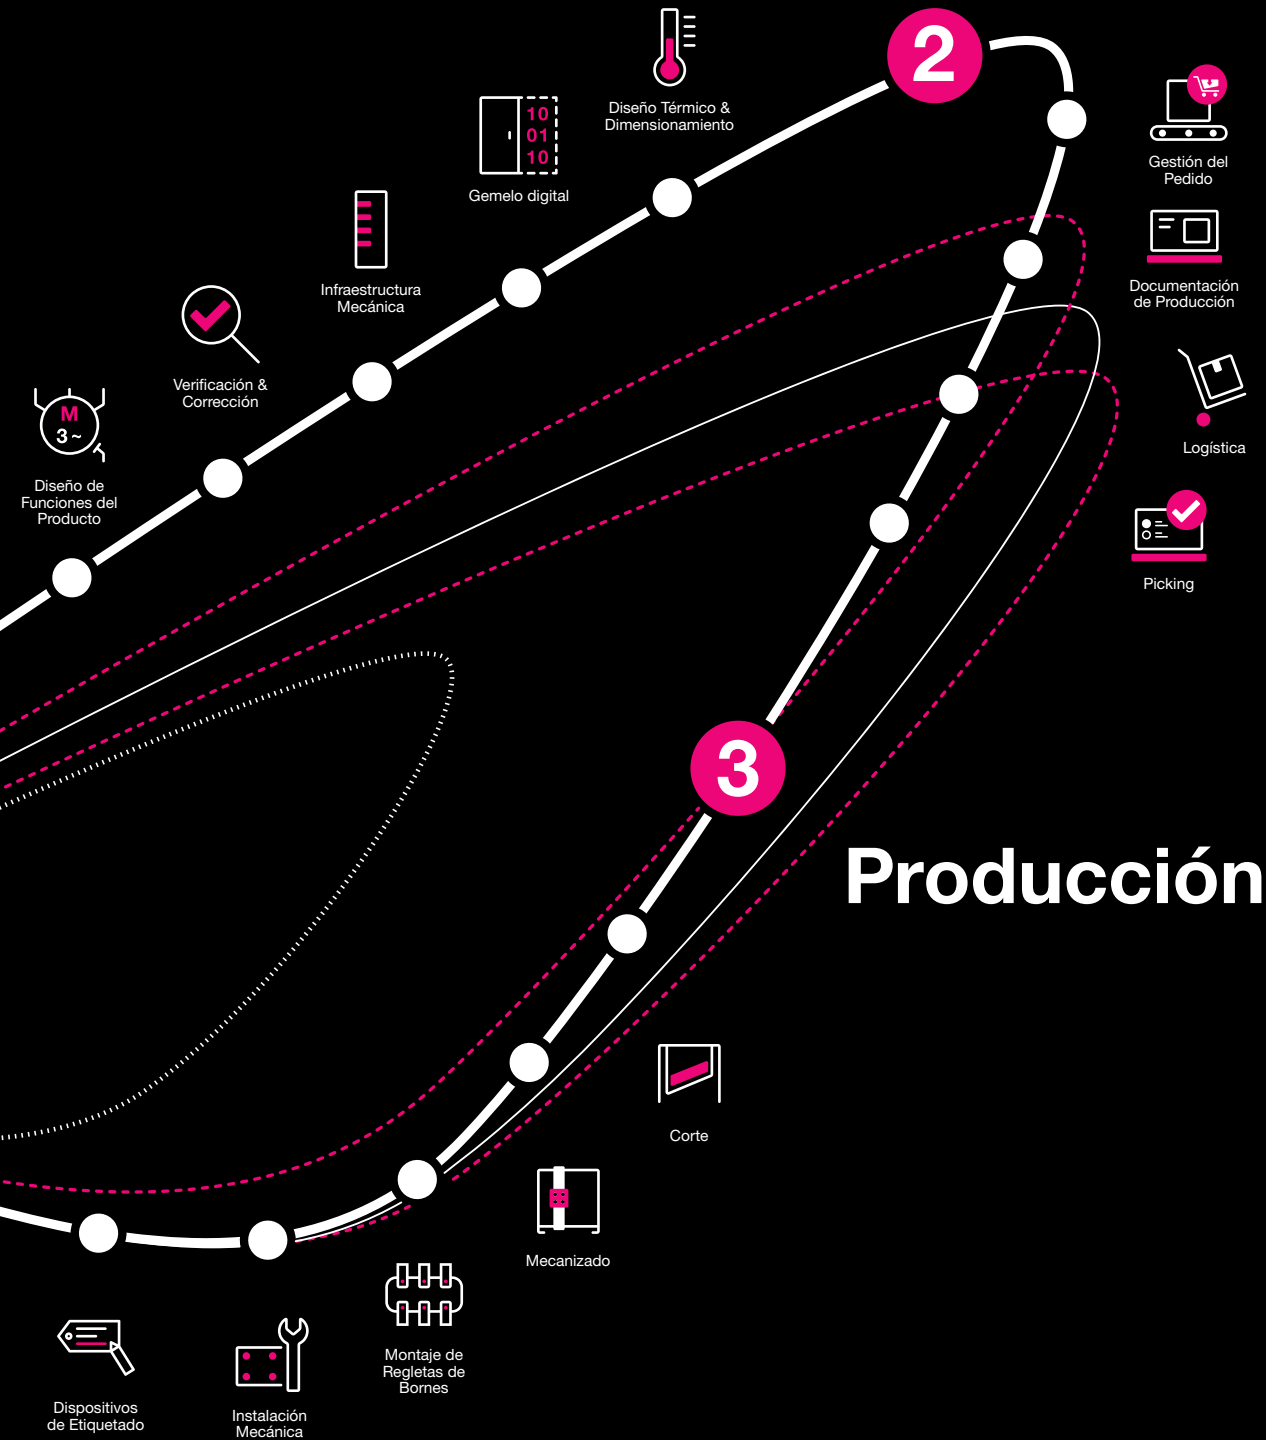 2
Diseño Térmico &
Dimensionamiento
10
01
10
Gemelo digital
Gestión del
Pedido
Infraestructura
Mecánica
Documentación
de Producción
Verificación &
Corrección
Logística
M
3~
Diseño de
Funciones del
Producto
Picking
3
Producción
Corte
Mecanizado
Montaje de
Regletas de
Bornes
Dispositivos
de Etiquetado
Instalación
Mecánica